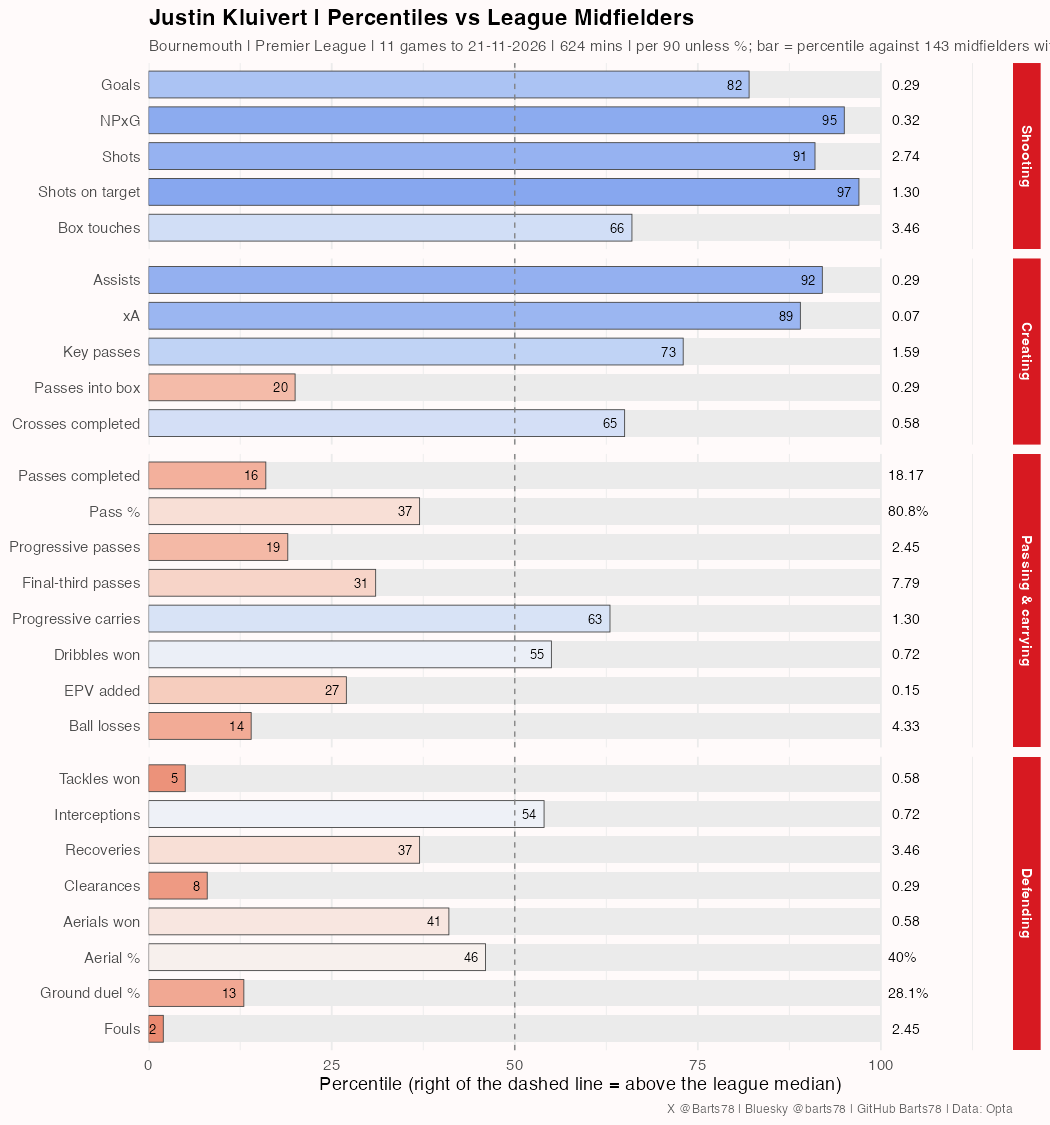 Justin Kluivert | Percentiles vs League Midfielders
Bournemouth | Premier League | 11 games to 21-11-2026 | 624 mins | per 90 unless %; bar = percentile against 143 midfielders wi
Shooting
Goals 82 0.29
NPxG 95 0.32
Shots 91 2.74
Shots on target 97 1.30
Box touches 66 3.46
Creating
Assists 92 0.29
xA 89 0.07
Key passes 73 1.59
Passes into box 20 0.29
Crosses completed 65 0.58
Passing & carrying
Passes completed 16 18.17
Pass % 37 80.8%
Progressive passes 19 2.45
Final-third passes 31 7.79
Progressive carries 63 1.30
Dribbles won 55 0.72
EPV added 27 0.15
Ball losses 14 4.33
Defending
Tackles won 5 0.58
Interceptions 54 0.72
Recoveries 37 3.46
Clearances 8 0.29
Aerials won 41 0.58
Aerial % 46 40%
Ground duel % 13 28.1%
Fouls 2 2.45
0 25 50 75 100
Percentile (right of the dashed line = above the league median)
X @Barts78 | Bluesky @barts78 | GitHub Barts78 | Data: Opta